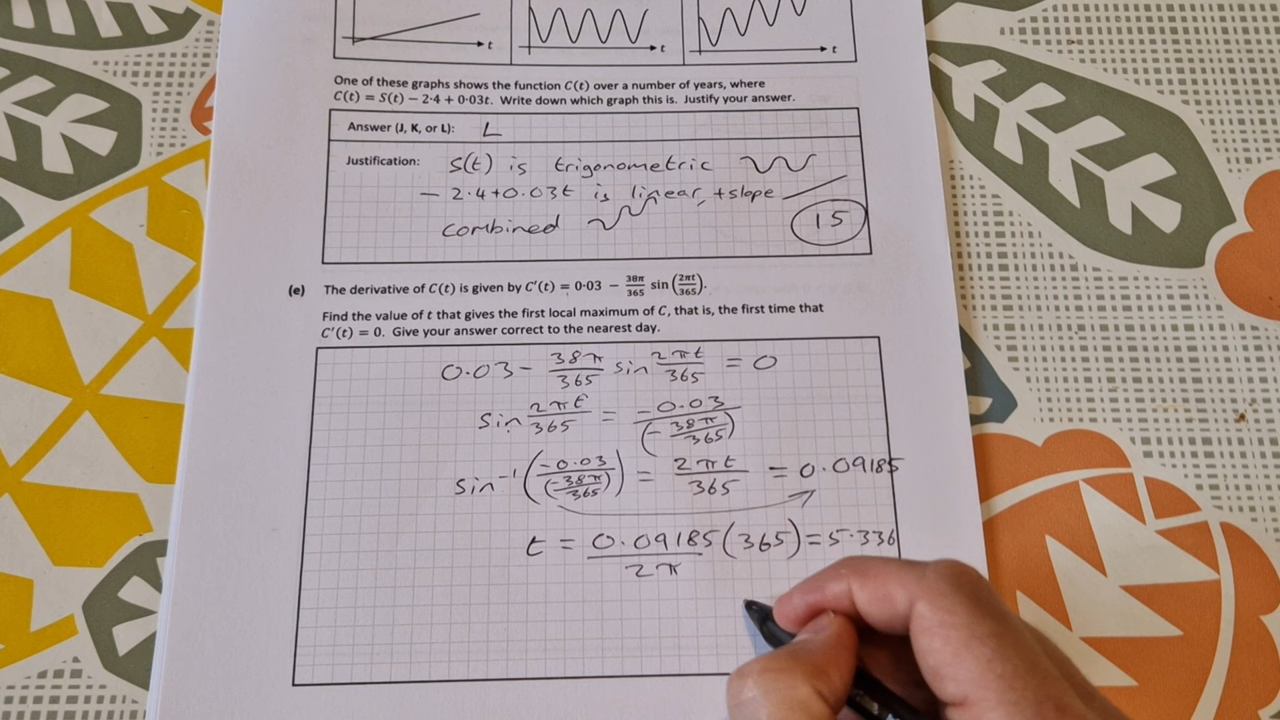 t t t
One of these graphs shows the function C(t) over a number of years, where
C(t) = S(t) − 2·4 + 0·03t. Write down which graph this is. Justify your answer.
Answer (J, K, or L): L
Justification: S(t) is trigonometric
− 2.4+0.03t is linear, +slope
combined
15
(e) The derivative of C(t) is given by C′(t) = 0·03 − 38π/365 sin(2πt/365).
Find the value of t that gives the first local maximum of C, that is, the first time that
C′(t) = 0. Give your answer correct to the nearest day.
0.03 − 38π/365 sin 2πt/365 = 0
sin 2πt/365 = −0.03/(−38π/365)
sin⁻¹(−0.03/(−38π/365)) = 2πt/365 = 0.09185
t = 0.09185(365)/2π = 5.336